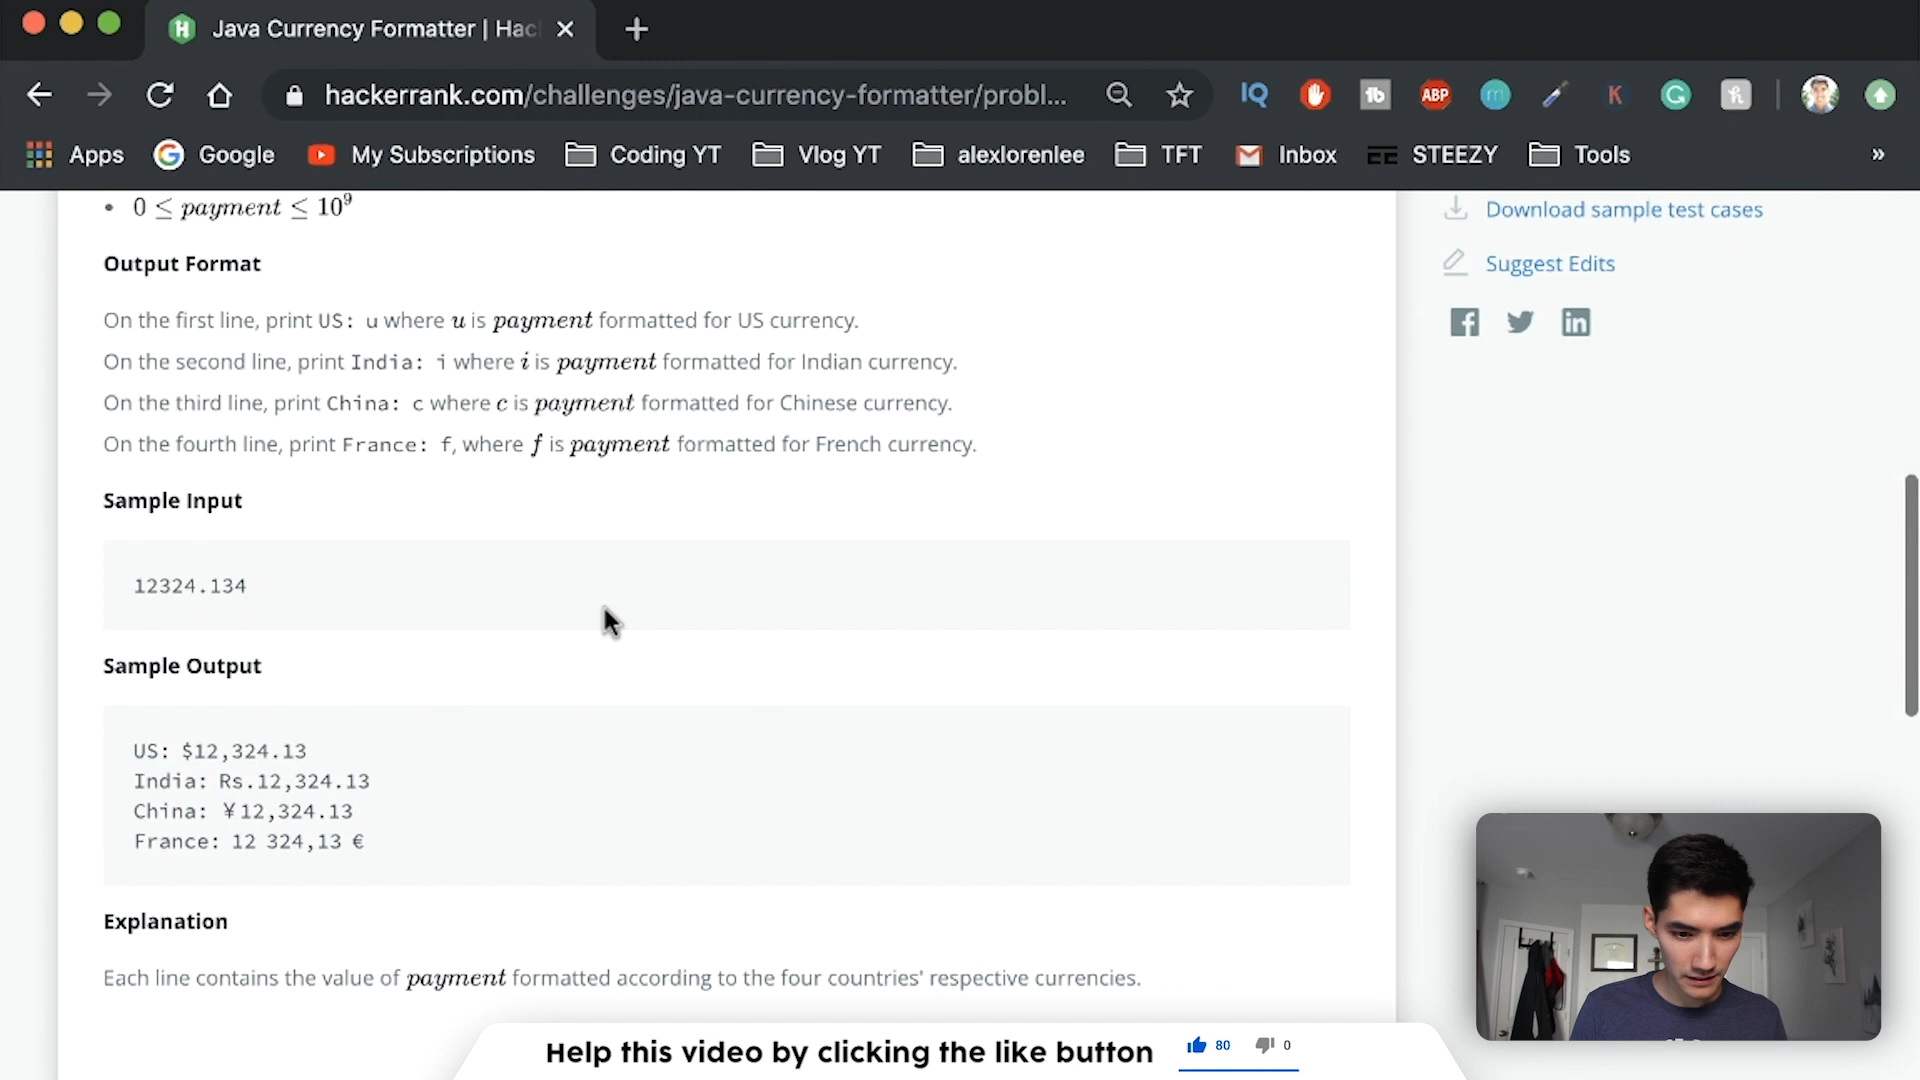 Java Currency Formatter | Hac
hackerrank.com/challenges/java-currency-formatter/probl...
IQ
tb
ABP
m
K
Apps
Google
My Subscriptions
Coding YT
Vlog YT
alexlorenlee
TFT
Inbox
STEEZY
Tools
»
• 0 ≤ payment ≤ 10⁹
Download sample test cases
Output Format
Suggest Edits
On the first line, print US: u where u is payment formatted for US currency.
On the second line, print India: i where i is payment formatted for Indian currency.
On the third line, print China: c where c is payment formatted for Chinese currency.
On the fourth line, print France: f, where f is payment formatted for French currency.
Sample Input
12324.134
Sample Output
US: $12,324.13
India: Rs.12,324.13
China: ￥12,324.13
France: 12 324,13 €
Explanation
Each line contains the value of payment formatted according to the four countries' respective currencies.
Help this video by clicking the like button
80
0